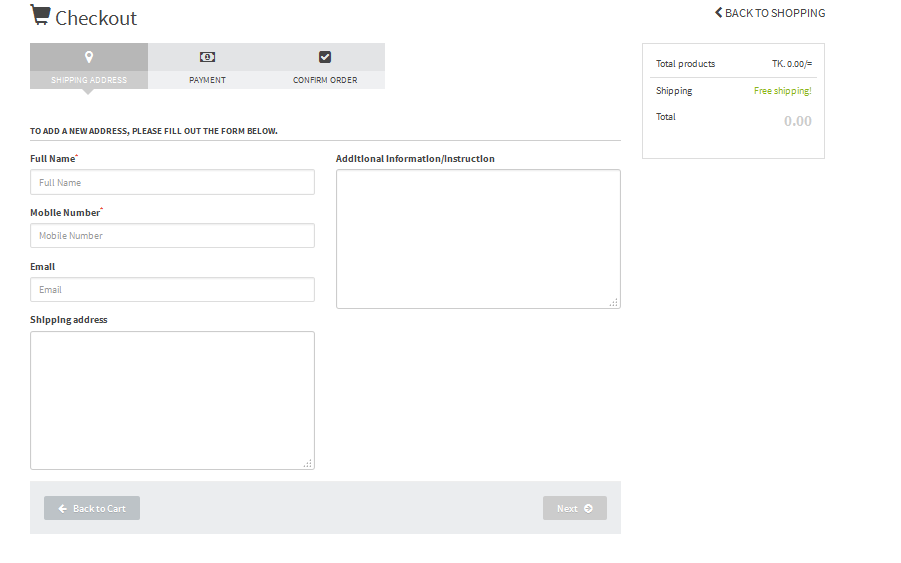 Checkout
BACK TO SHOPPING
SHIPPING ADDRESS
PAYMENT
CONFIRM ORDER
TO ADD A NEW ADDRESS, PLEASE FILL OUT THE FORM BELOW.
Full Name*
Full Name
Mobile Number*
Mobile Number
Email
Email
Shipping address
Additional Information/Instruction
Back to Cart
Next
Total products TK. 0.00/=
Shipping Free shipping!
Total 0.00